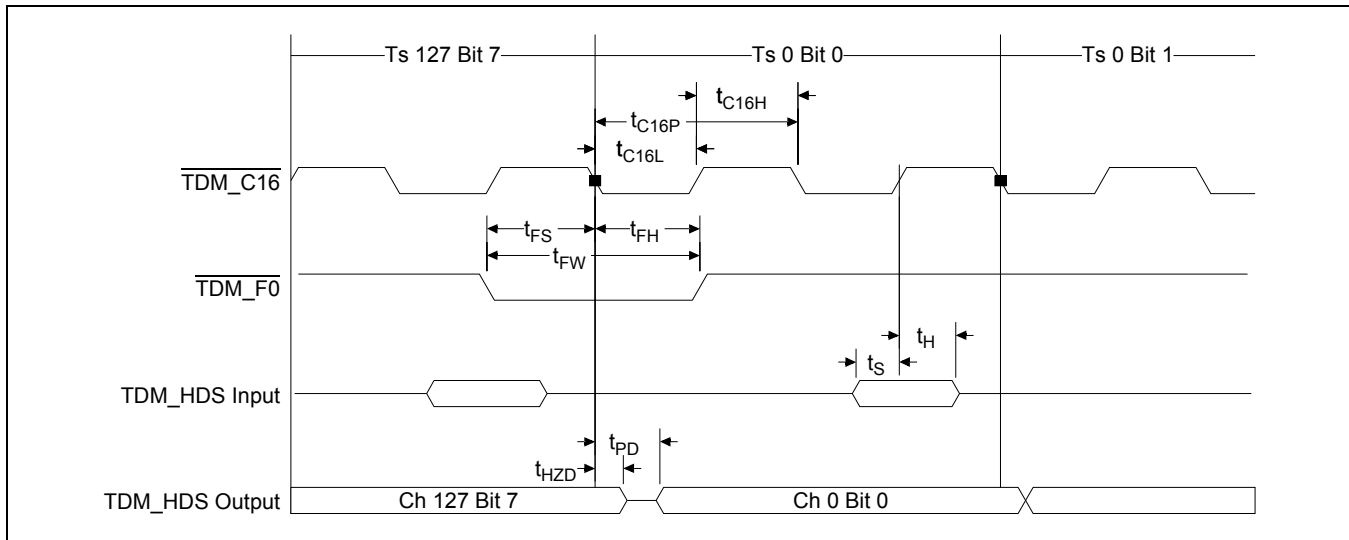 Ts 127 Bit 7 Ts 0 Bit 0 Ts 0 Bit 1
tC16H
tC16P
tC16L
TDM_C16
tFS tFH
tFW
TDM_F0
tH
tS
TDM_HDS Input
tPD
tHZD
TDM_HDS Output Ch 127 Bit 7 Ch 0 Bit 0